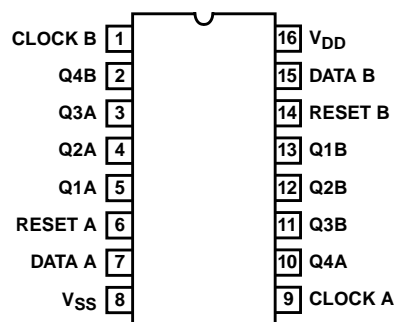 CLOCK B 1 16 VDD
Q4B 2 15 DATA B
Q3A 3 14 RESET B
Q2A 4 13 Q1B
Q1A 5 12 Q2B
RESET A 6 11 Q3B
DATA A 7 10 Q4A
VSS 8 9 CLOCK A